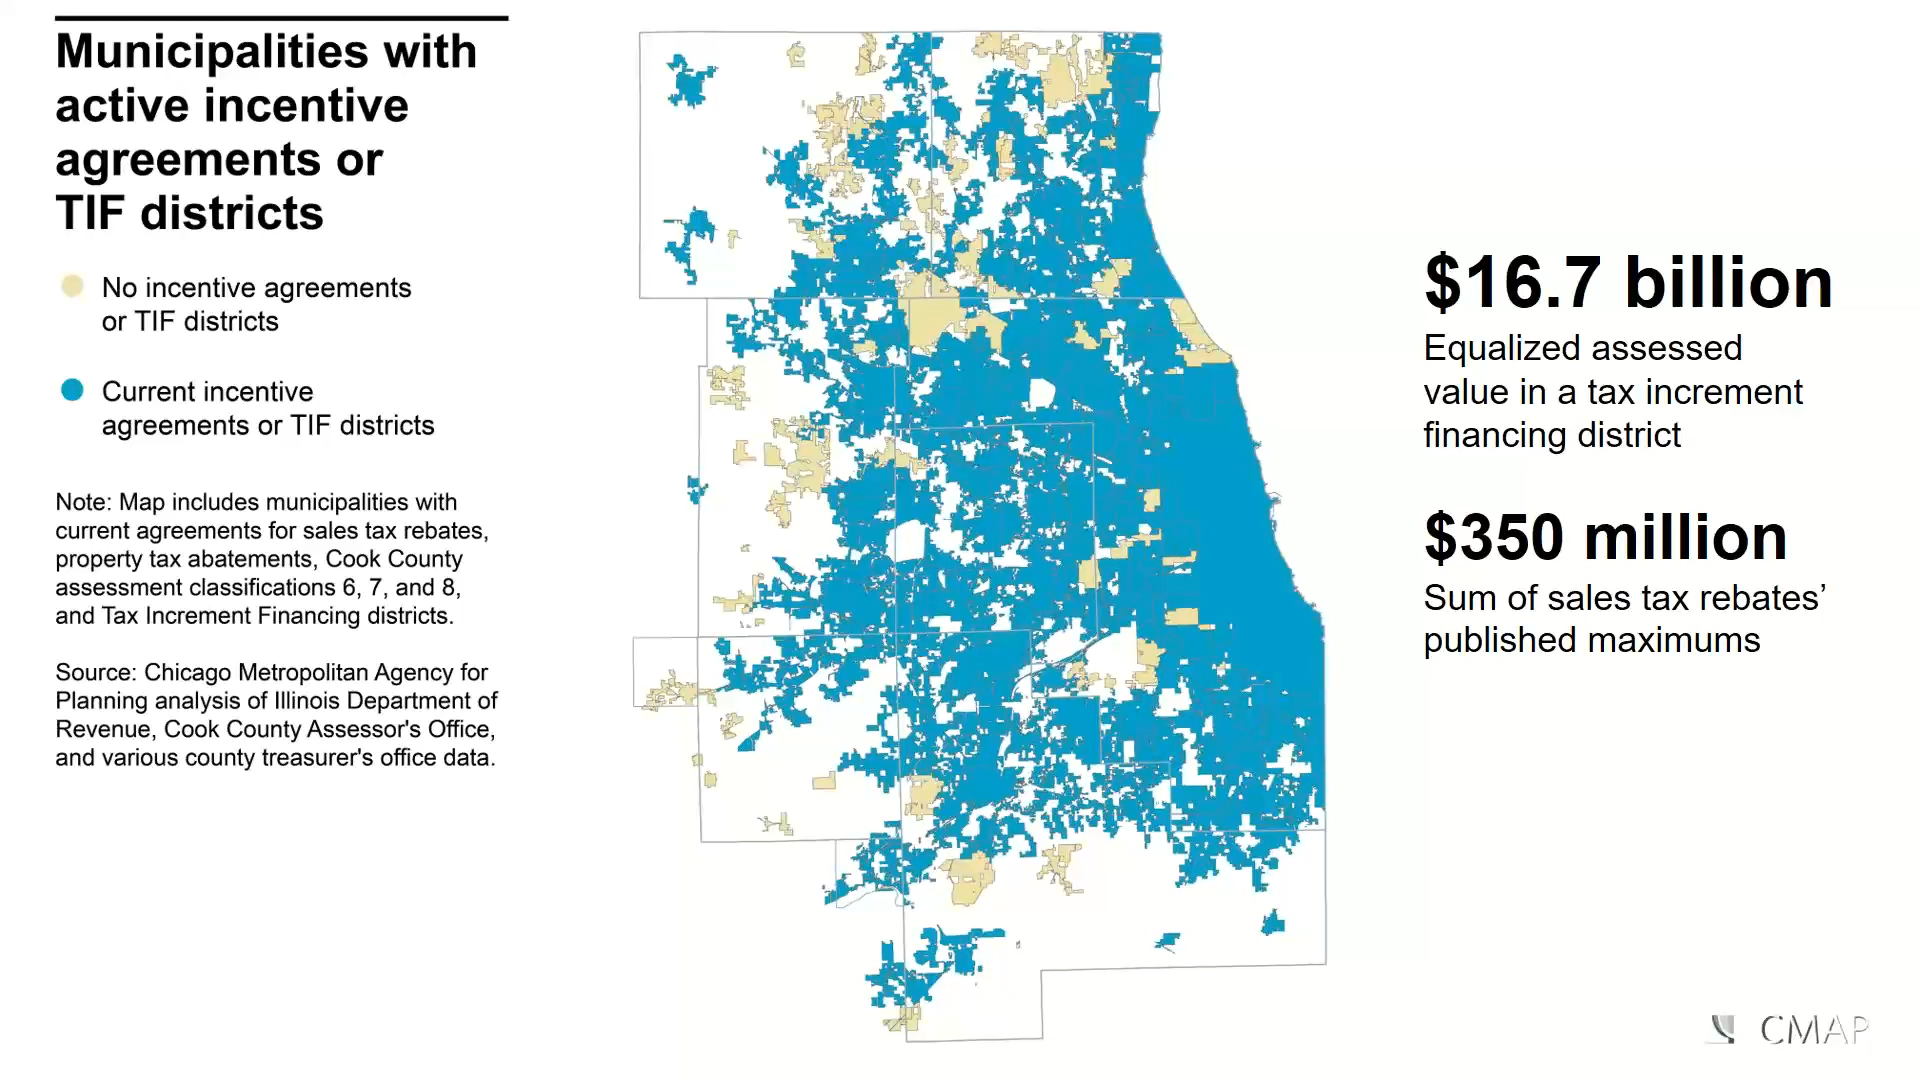 Municipalities with
active incentive
agreements or
TIF districts
No incentive agreements
or TIF districts
Current incentive
agreements or TIF districts
Note: Map includes municipalities with
current agreements for sales tax rebates,
property tax abatements, Cook County
assessment classifications 6, 7, and 8,
and Tax Increment Financing districts.
Source: Chicago Metropolitan Agency for
Planning analysis of Illinois Department of
Revenue, Cook County Assessor's Office,
and various county treasurer's office data.
$16.7 billion
Equalized assessed
value in a tax increment
financing district
$350 million
Sum of sales tax rebates’
published maximums
CMAP